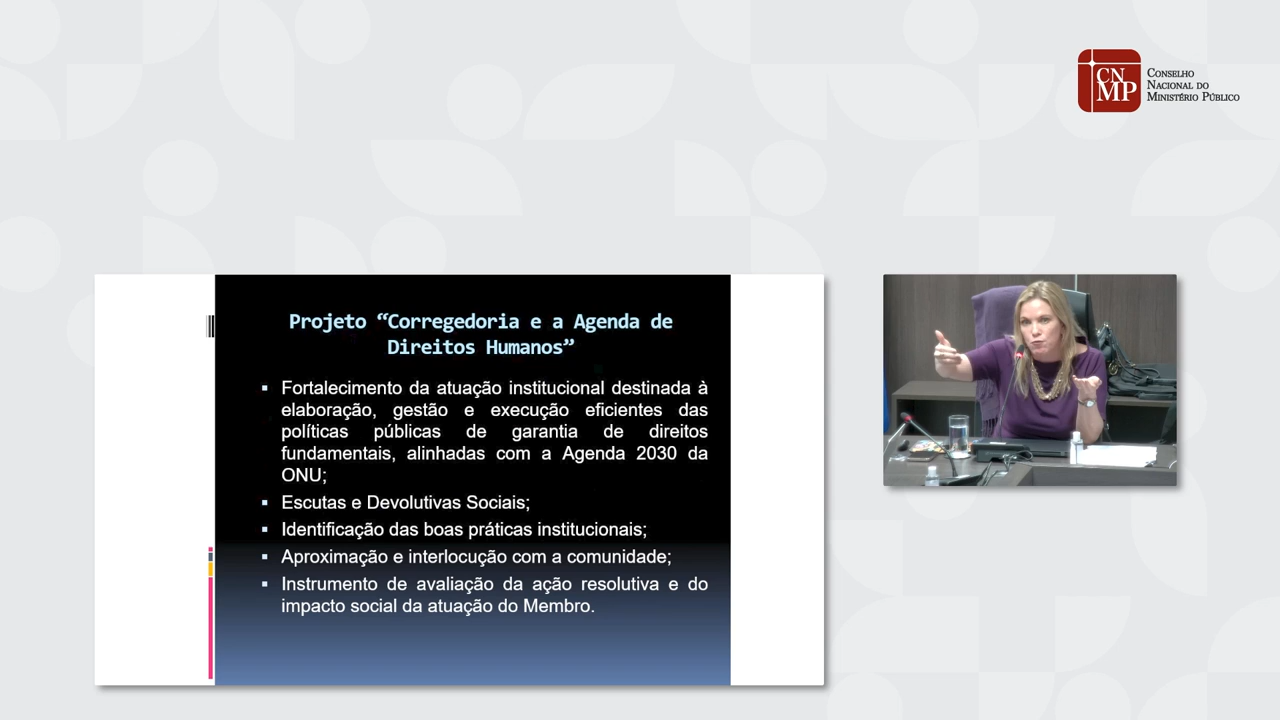 CN
MP
Conselho
Nacional do
Ministério Público
Projeto “Corregedoria e a Agenda de
Direitos Humanos”
▪ Fortalecimento da atuação institucional destinada à
elaboração, gestão e execução eficientes das
políticas públicas de garantia de direitos
fundamentais, alinhadas com a Agenda 2030 da
ONU;
▪ Escutas e Devolutivas Sociais;
▪ Identificação das boas práticas institucionais;
▪ Aproximação e interlocução com a comunidade;
▪ Instrumento de avaliação da ação resolutiva e do
impacto social da atuação do Membro.